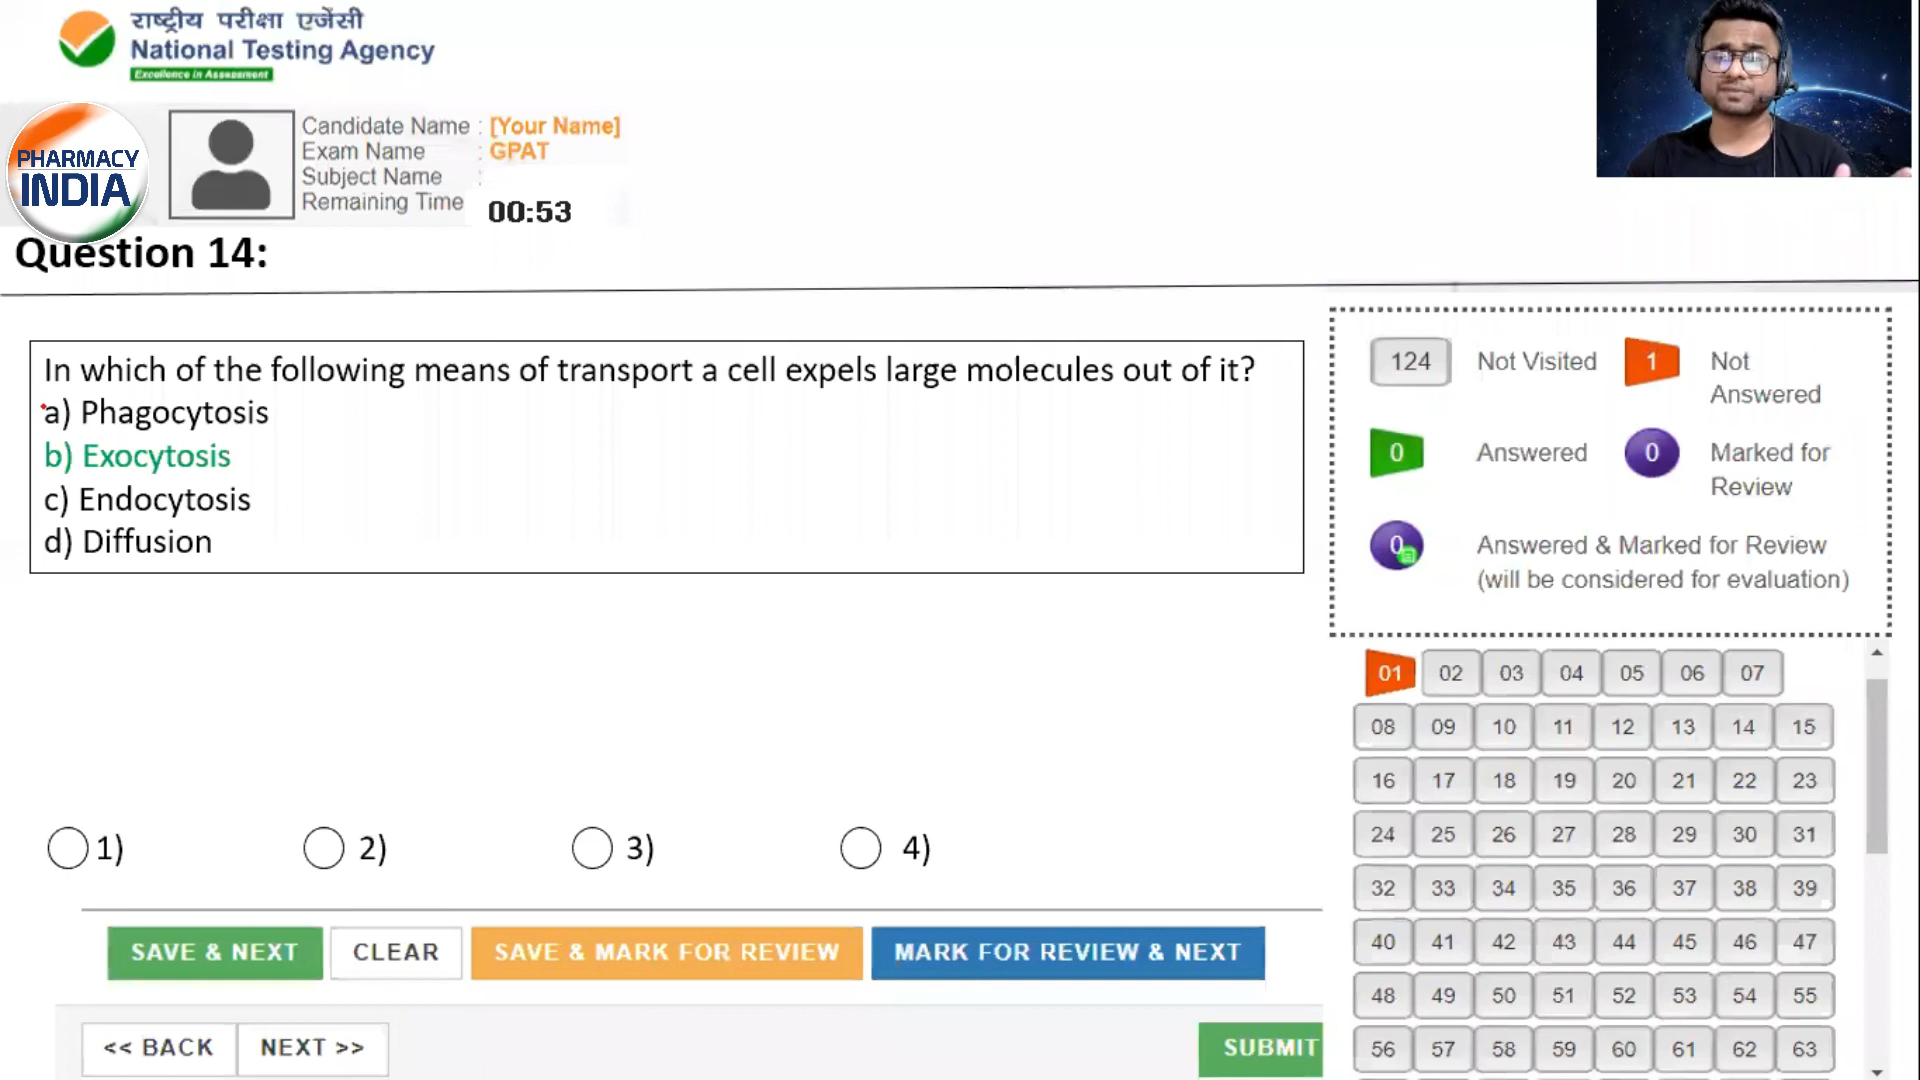 राष्ट्रीय परीक्षा एजेंसी
National Testing Agency
Excellence in Assessment
PHARMACY
INDIA
Candidate Name : [Your Name]
Exam Name : GPAT
Subject Name :
Remaining Time 00:53
Question 14:
In which of the following means of transport a cell expels large molecules out of it?
a) Phagocytosis
b) Exocytosis
c) Endocytosis
d) Diffusion
1) 2) 3) 4)
SAVE & NEXT CLEAR SAVE & MARK FOR REVIEW MARK FOR REVIEW & NEXT
<< BACK NEXT >> SUBMIT
124 Not Visited 1 Not
Answered
0 Answered 0 Marked for
Review
0 Answered & Marked for Review
(will be considered for evaluation)
01 02 03 04 05 06 07
08 09 10 11 12 13 14 15
16 17 18 19 20 21 22 23
24 25 26 27 28 29 30 31
32 33 34 35 36 37 38 39
40 41 42 43 44 45 46 47
48 49 50 51 52 53 54 55
56 57 58 59 60 61 62 63